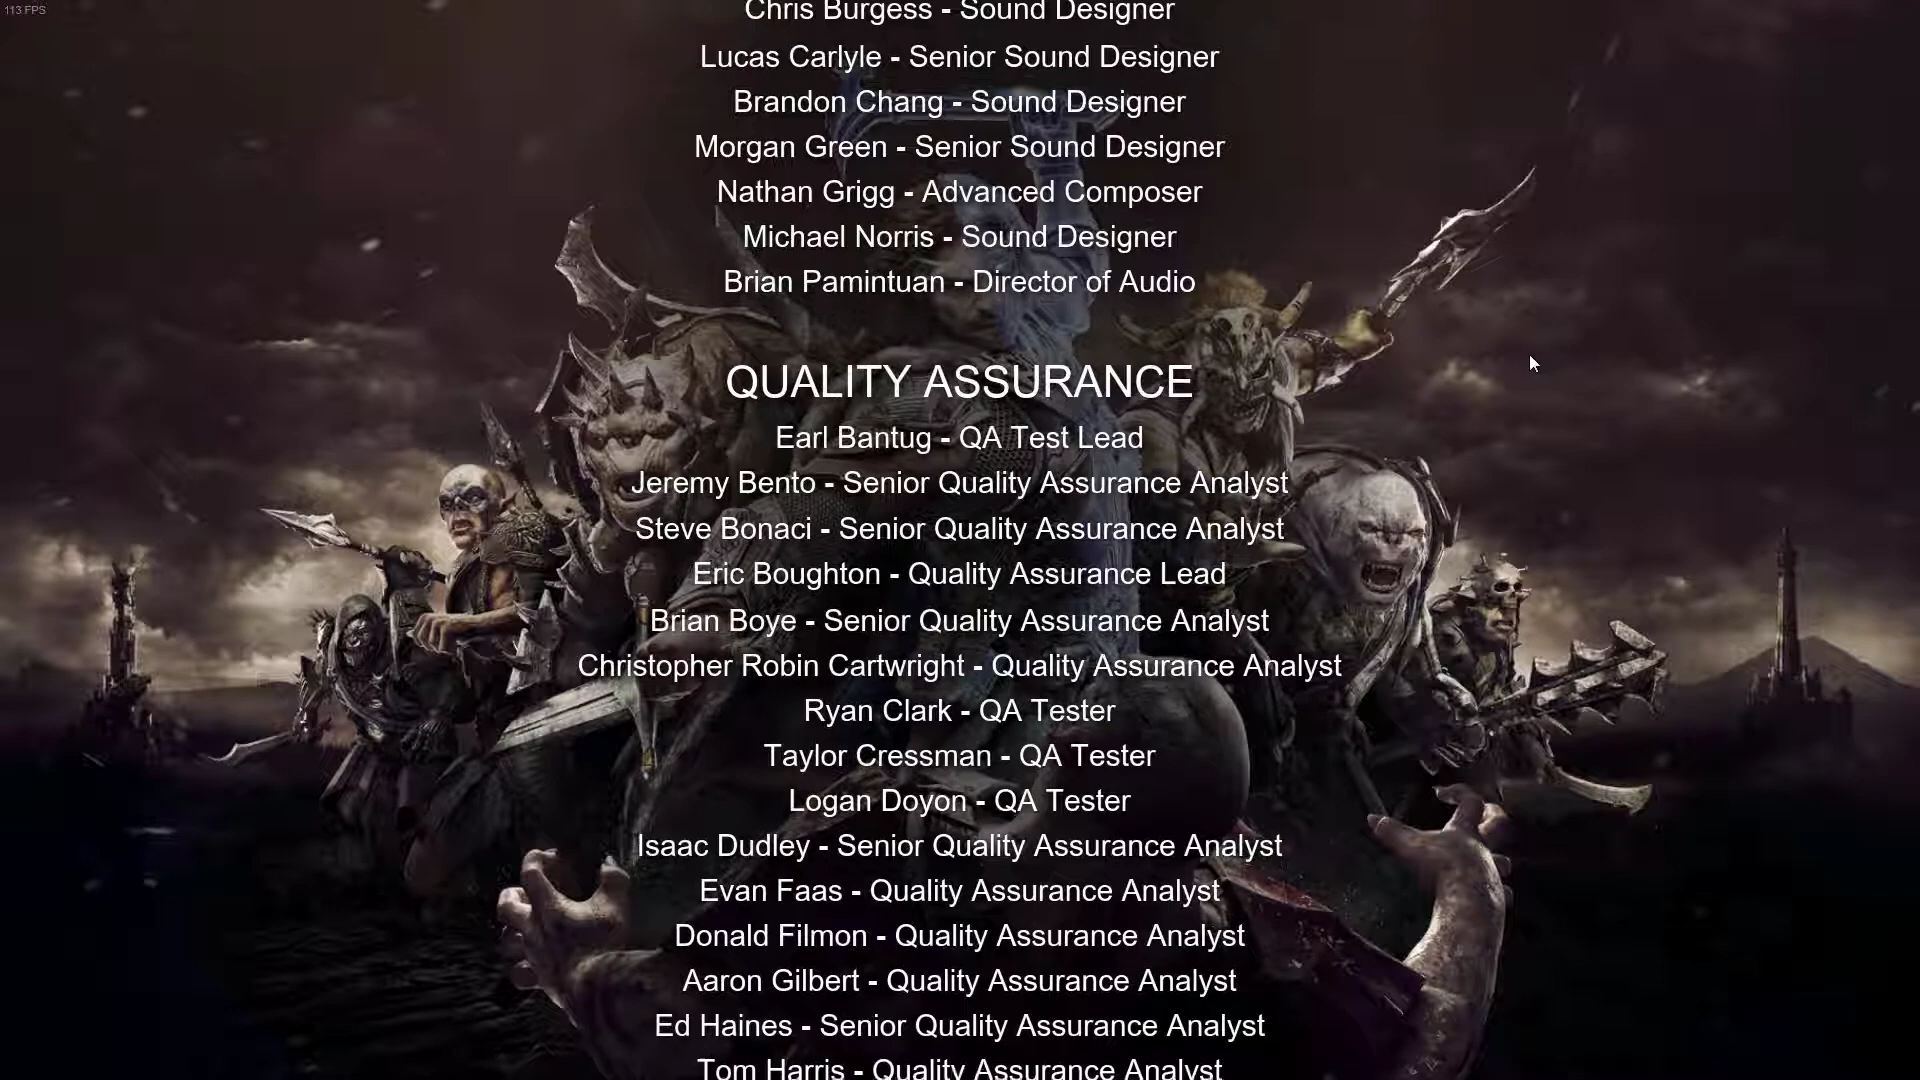 113 FPS
Chris Burgess - Sound Designer
Lucas Carlyle - Senior Sound Designer
Brandon Chang - Sound Designer
Morgan Green - Senior Sound Designer
Nathan Grigg - Advanced Composer
Michael Norris - Sound Designer
Brian Pamintuan - Director of Audio
QUALITY ASSURANCE
Earl Bantug - QA Test Lead
Jeremy Bento - Senior Quality Assurance Analyst
Steve Bonaci - Senior Quality Assurance Analyst
Eric Boughton - Quality Assurance Lead
Brian Boye - Senior Quality Assurance Analyst
Christopher Robin Cartwright - Quality Assurance Analyst
Ryan Clark - QA Tester
Taylor Cressman - QA Tester
Logan Doyon - QA Tester
Isaac Dudley - Senior Quality Assurance Analyst
Evan Faas - Quality Assurance Analyst
Donald Filmon - Quality Assurance Analyst
Aaron Gilbert - Quality Assurance Analyst
Ed Haines - Senior Quality Assurance Analyst
Tom Harris - Quality Assurance Analyst